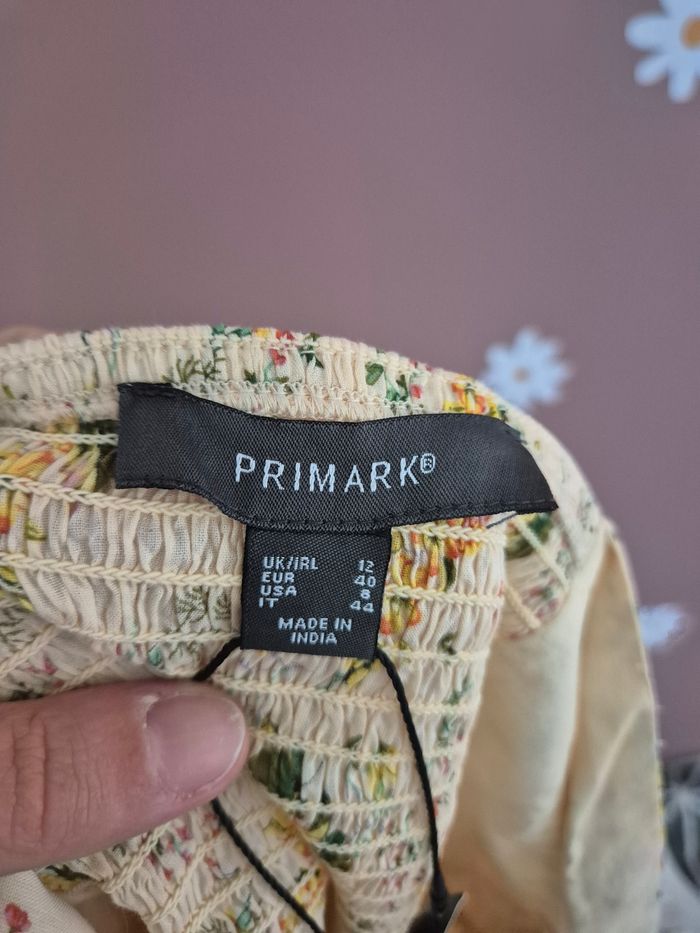 PRIMARK®
UK/IRL 12
EUR 40
USA 8
IT 44
MADE IN
INDIA